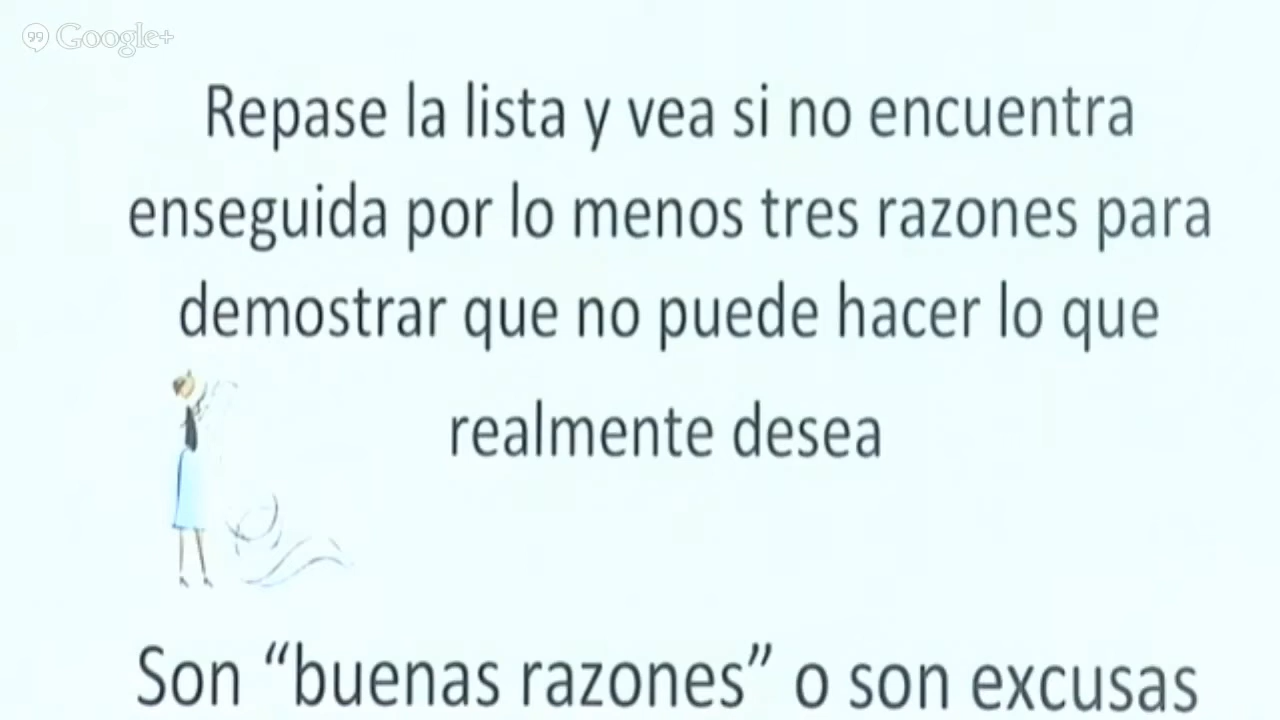 Google+
Repase la lista y vea si no encuentra
enseguida por lo menos tres razones para
demostrar que no puede hacer lo que
realmente desea
Son “buenas razones” o son excusas